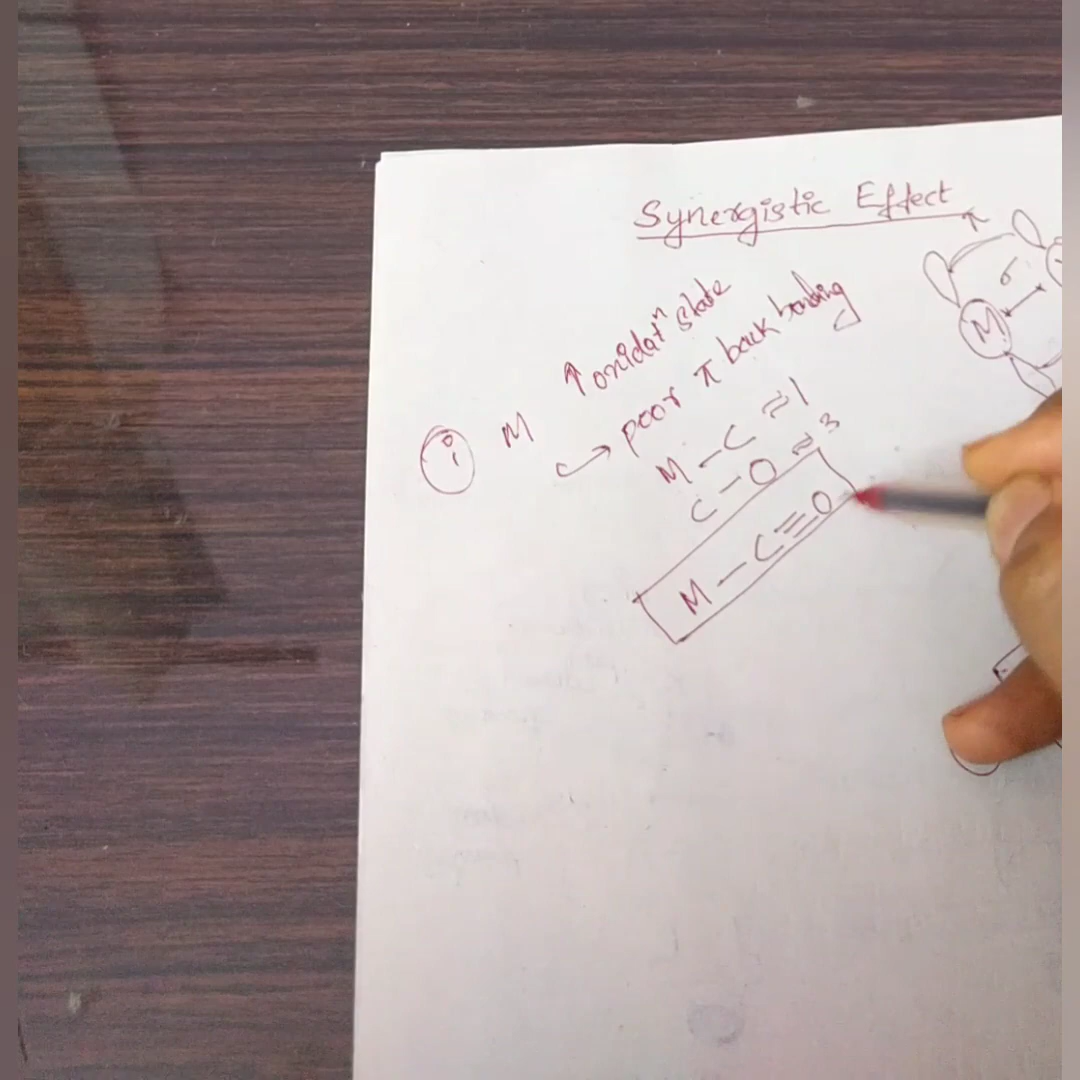 Synergistic Effect
σ
M
↑ oxidatⁿ state
i M ↪ poor π back bonding
M – C ≈ 1
C – O ≈ 3
M – C ≡ O